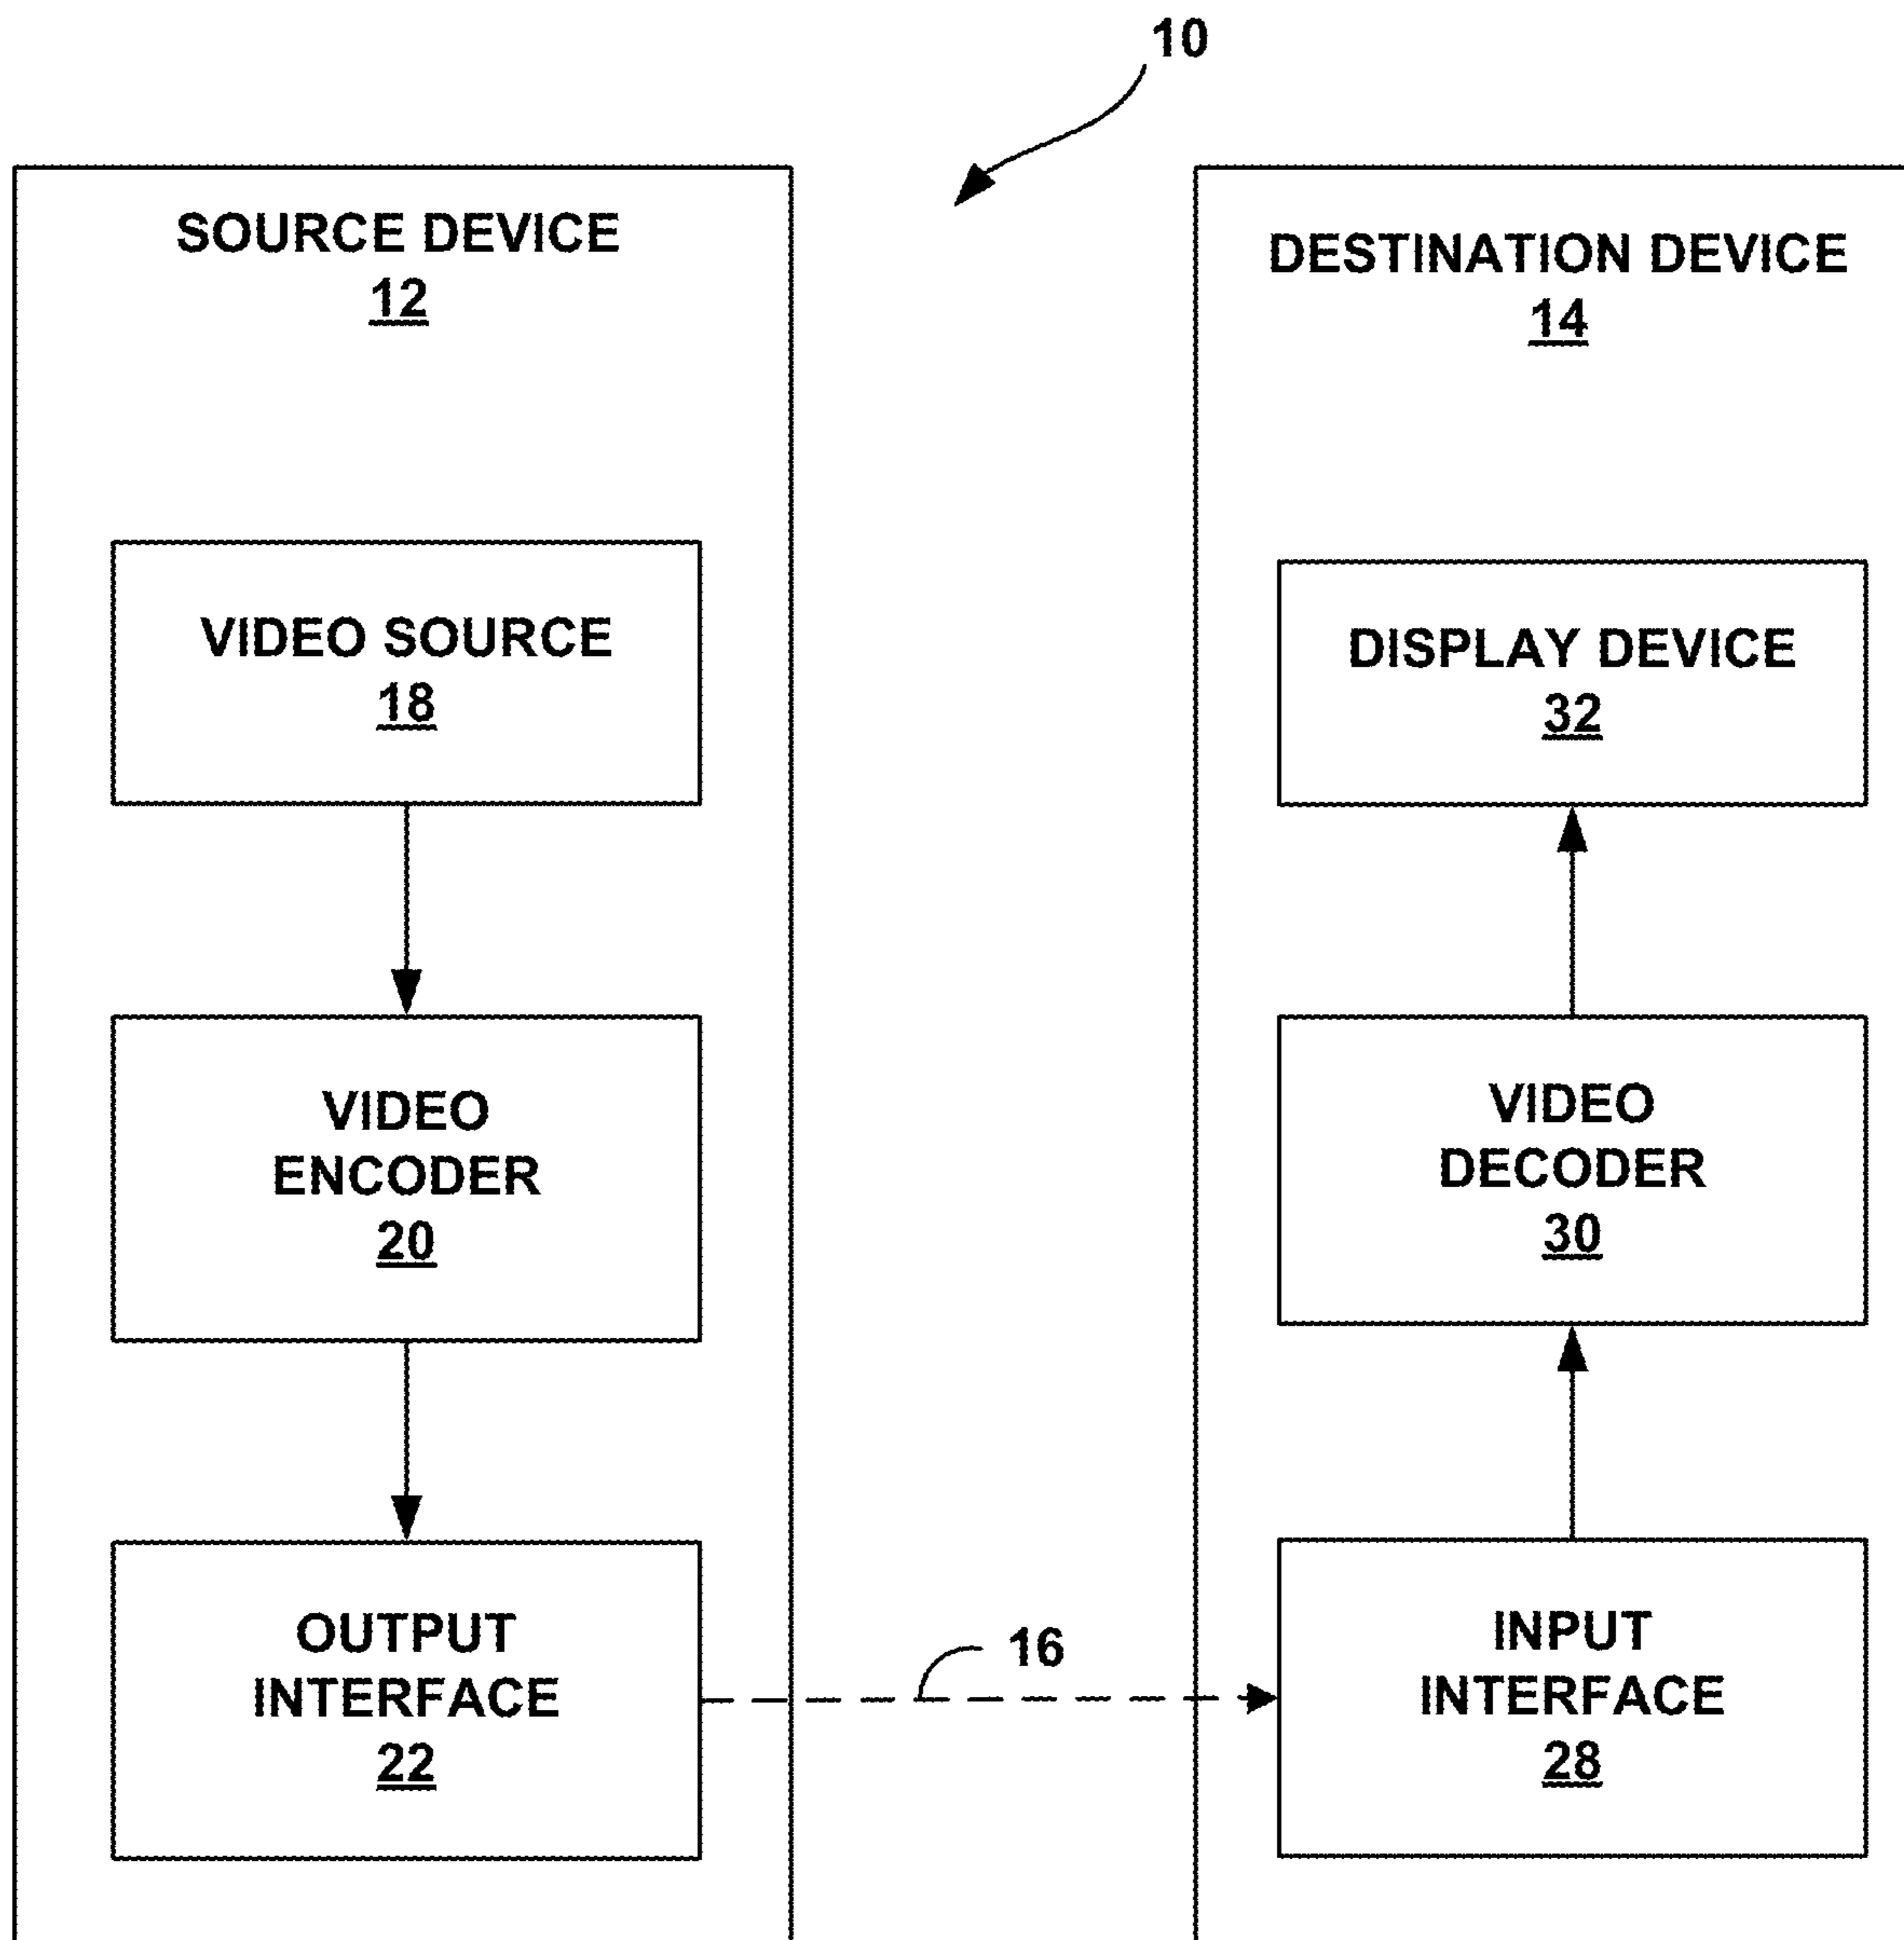 10
SOURCE DEVICE
12
VIDEO SOURCE
18
VIDEO
ENCODER
20
OUTPUT
INTERFACE
22
16
DESTINATION DEVICE
14
DISPLAY DEVICE
32
VIDEO
DECODER
30
INPUT
INTERFACE
28